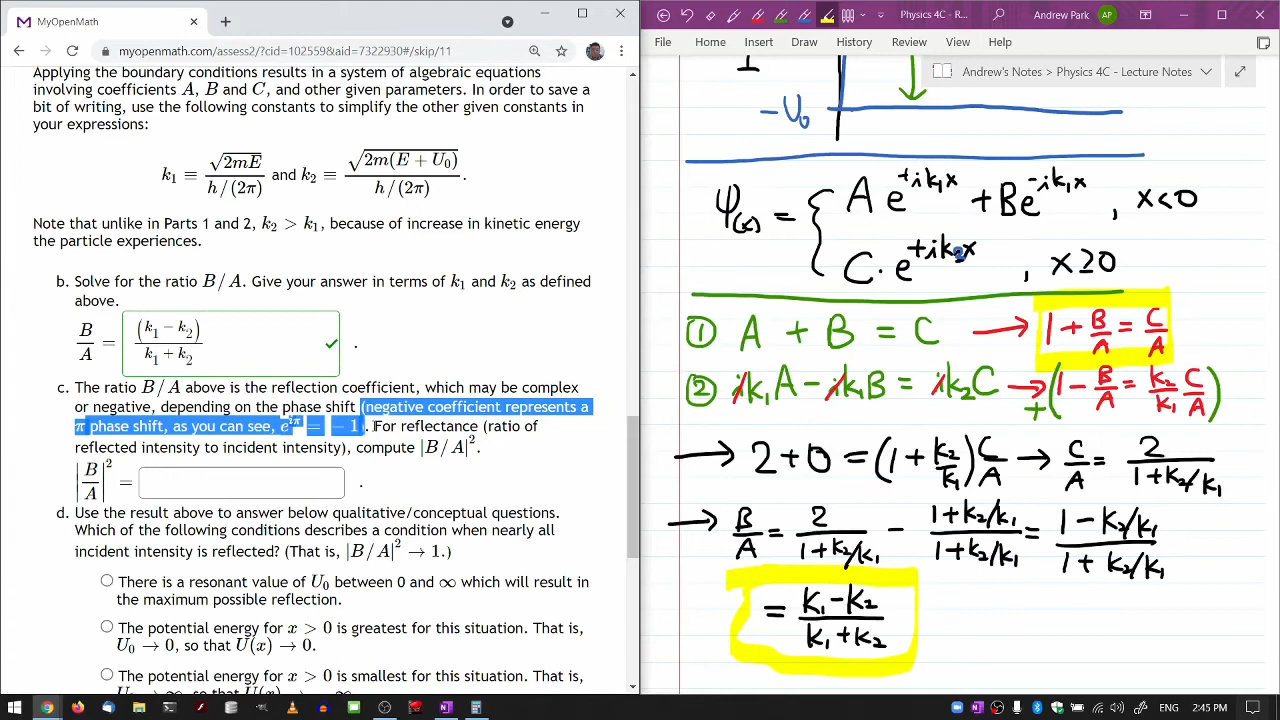 MyOpenMath
myopenmath.com/assess2/?cid=102559&aid=7322930#/skip/11
Applying the boundary conditions results in a system of algebraic equations
involving coefficients A, B and C, and other given parameters. In order to save a
bit of writing, use the following constants to simplify the other given constants in
your expressions:
k₁ ≡ √(2mE) / (h/(2π)) and k₂ ≡ √(2m(E + U₀)) / (h/(2π)).
Note that unlike in Parts 1 and 2, k₂ > k₁, because of increase in kinetic energy
the particle experiences.
b. Solve for the ratio B/A. Give your answer in terms of k₁ and k₂ as defined
above.
B/A = (k₁ − k₂)/(k₁ + k₂) ✓ .
c. The ratio B/A above is the reflection coefficient, which may be complex
or negative, depending on the phase shift (negative coefficient represents a
π phase shift, as you can see, e^{iπ} = −1). For reflectance (ratio of
reflected intensity to incident intensity), compute |B/A|².
|B/A|² = .
d. Use the result above to answer below qualitative/conceptual questions.
Which of the following conditions describes a condition when nearly all
incident intensity is reflected? (That is, |B/A|² → 1.)
There is a resonant value of U₀ between 0 and ∞ which will result in
the maximum possible reflection.
The potential energy for x > 0 is greatest for this situation. That is,
U₀ → 0, so that U(x) → 0.
The potential energy for x > 0 is smallest for this situation. That is,
Physics 4C - R...
Andrew Park
AP
File Home Insert Draw History Review View Help
Andrew's Notes > Physics 4C - Lecture Notes
−U₀
ψ(x) = { A e^{+ik₁x} + B e^{−ik₁x} , x<0
C · e^{+ik₂x} , x≥0
① A + B = C → 1 + B/A = C/A
② ik₁A − ik₁B = ik₂C → + (1 − B/A = k₂/k₁ C/A)
→ 2+0 = (1 + k₂/k₁) C/A → C/A = 2/(1+k₂/k₁)
→ B/A = 2/(1+k₂/k₁) − (1+k₂/k₁)/(1+k₂/k₁) = (1 − k₂/k₁)/(1 + k₂/k₁)
= (k₁−k₂)/(k₁+k₂)
ENG
2:45 PM